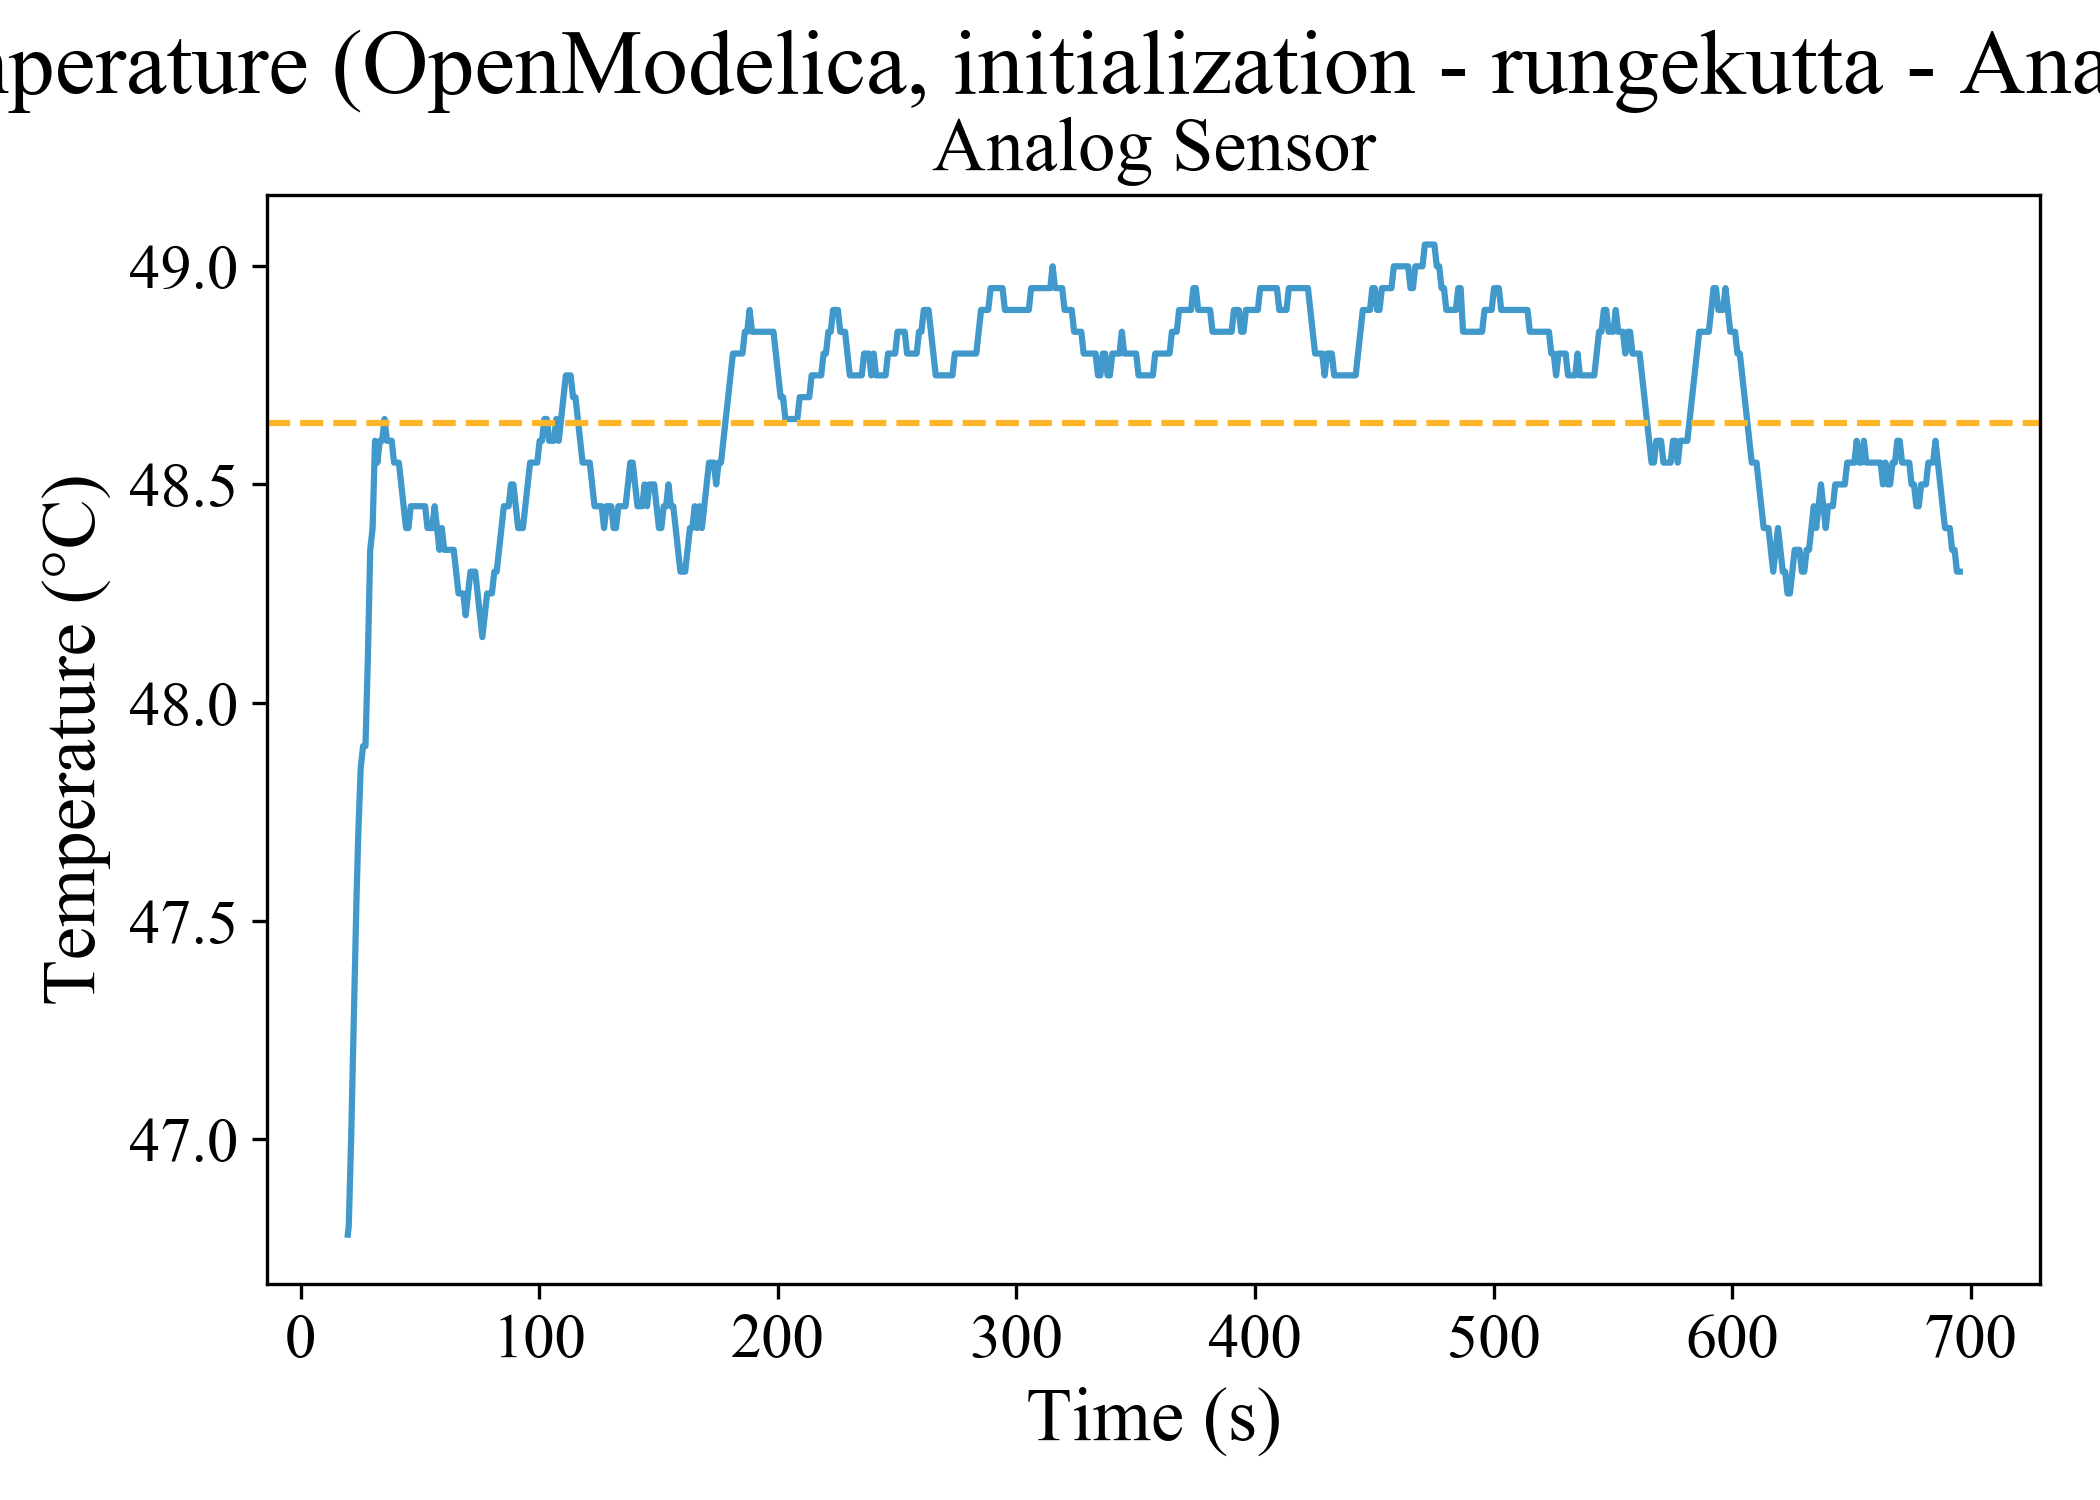 perature (OpenModelica, initialization - rungekutta - Ana
Analog Sensor
49.0
48.5
48.0
47.5
47.0
Temperature (°C)
0 100 200 300 400 500 600 700
Time (s)